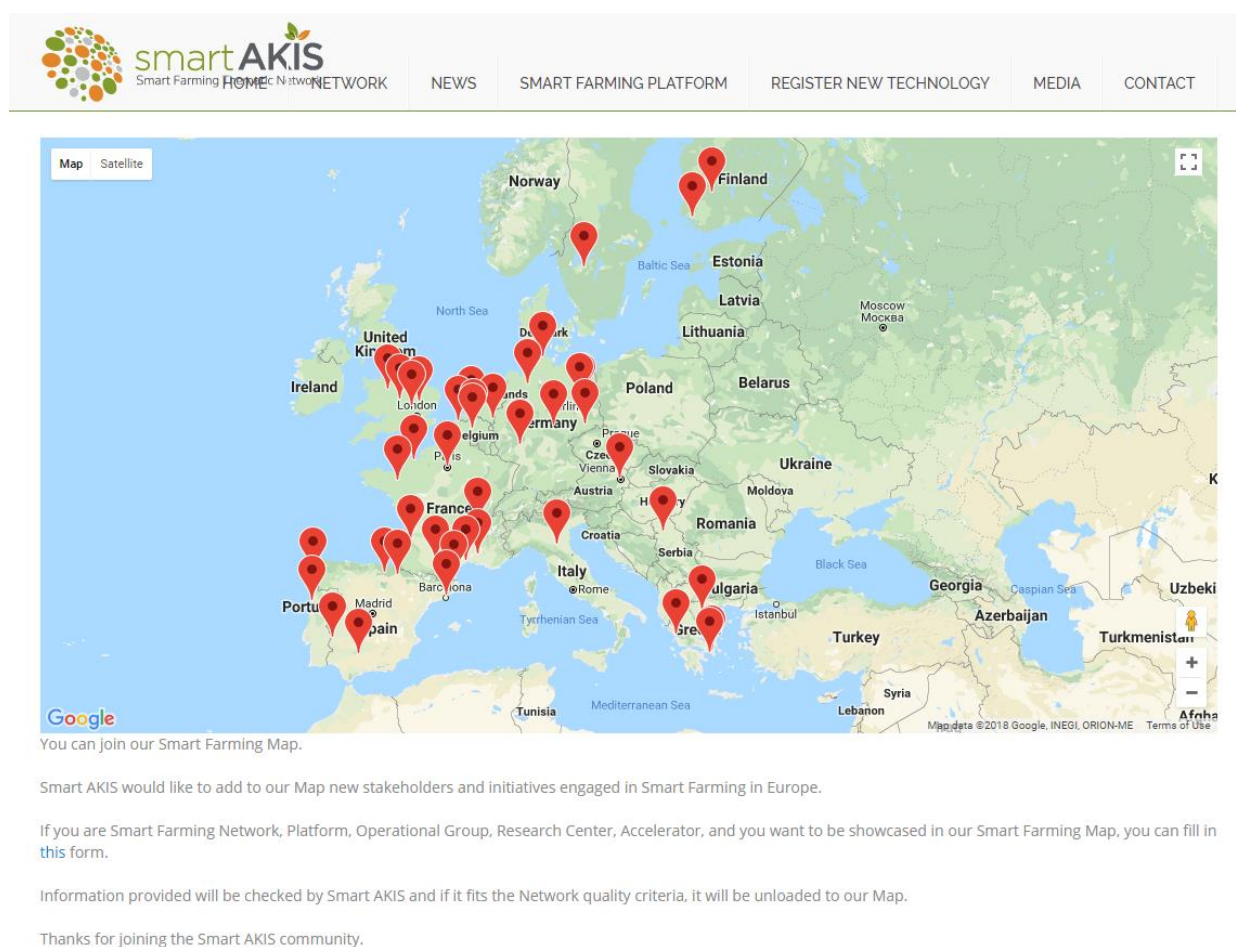 smart AKIS
Smart Farming Thematic Network
HOME NETWORK NEWS SMART FARMING PLATFORM REGISTER NEW TECHNOLOGY MEDIA CONTACT
Map Satellite
Norway
Finland
Baltic Sea
Estonia
North Sea
Latvia
Moscow
Москва
United
Lithuania
Ireland
Poland
Belarus
London
Prague
Ukraine
Vienna
Slovakia
Austria
Moldova
France
Romania
Croatia
Serbia
Italy
Black Sea
Rome
Georgia
Caspian Sea
Uzbeki
Madrid
Istanbul
Azerbaijan
Tyrrhenian Sea
Turkey
Turkmenistan
Syria
Tunisia
Mediterranean Sea
Lebanon
Afgha
Google
Map data ©2018 Google, INEGI, ORION-ME Terms of Use
You can join our Smart Farming Map.
Smart AKIS would like to add to our Map new stakeholders and initiatives engaged in Smart Farming in Europe.
If you are Smart Farming Network, Platform, Operational Group, Research Center, Accelerator, and you want to be showcased in our Smart Farming Map, you can fill in
this form.
Information provided will be checked by Smart AKIS and if it fits the Network quality criteria, it will be unloaded to our Map.
Thanks for joining the Smart AKIS community.